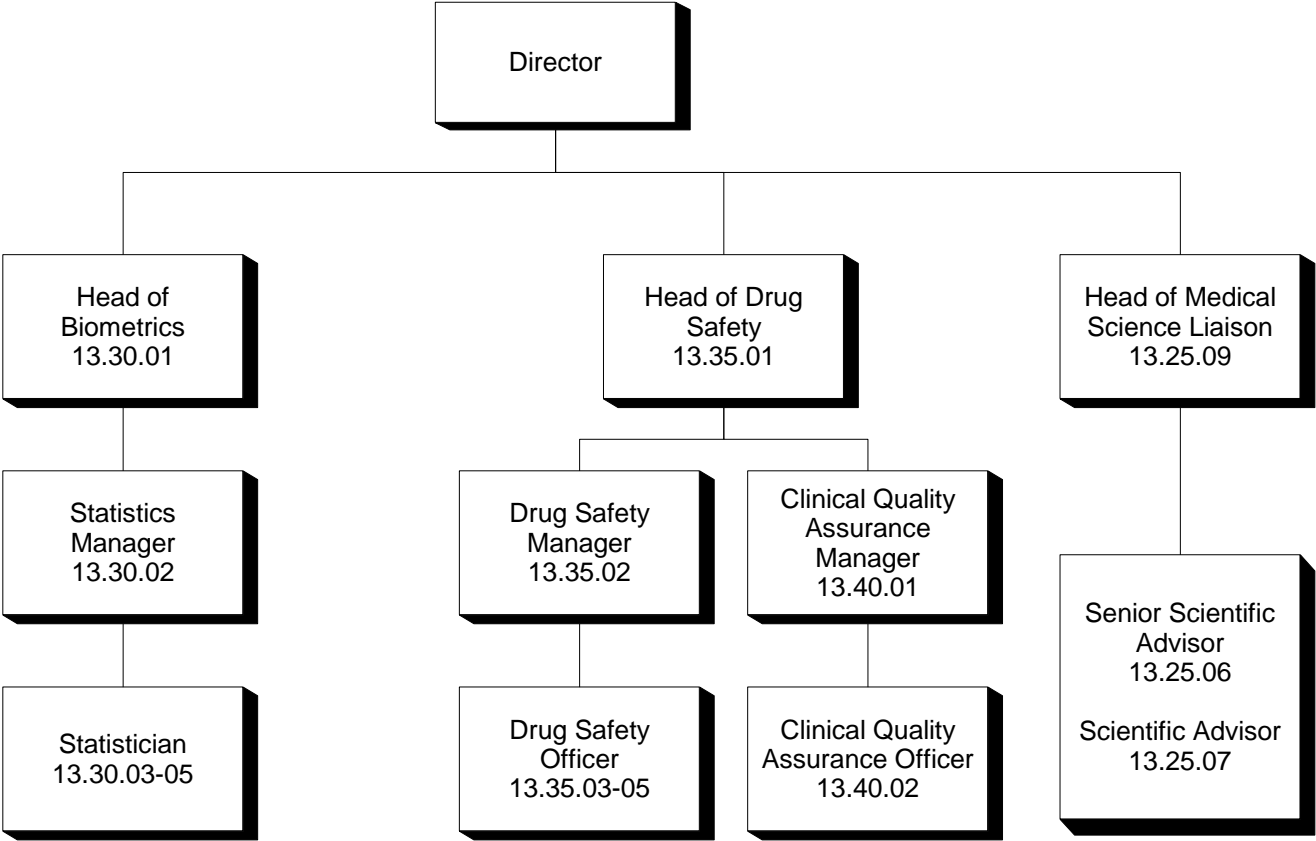 Director
Head of
Biometrics
13.30.01
Head of Drug
Safety
13.35.01
Head of Medical
Science Liaison
13.25.09
Statistics
Manager
13.30.02
Drug Safety
Manager
13.35.02
Clinical Quality
Assurance
Manager
13.40.01
Senior Scientific
Advisor
13.25.06
Scientific Advisor
13.25.07
Statistician
13.30.03-05
Drug Safety
Officer
13.35.03-05
Clinical Quality
Assurance Officer
13.40.02